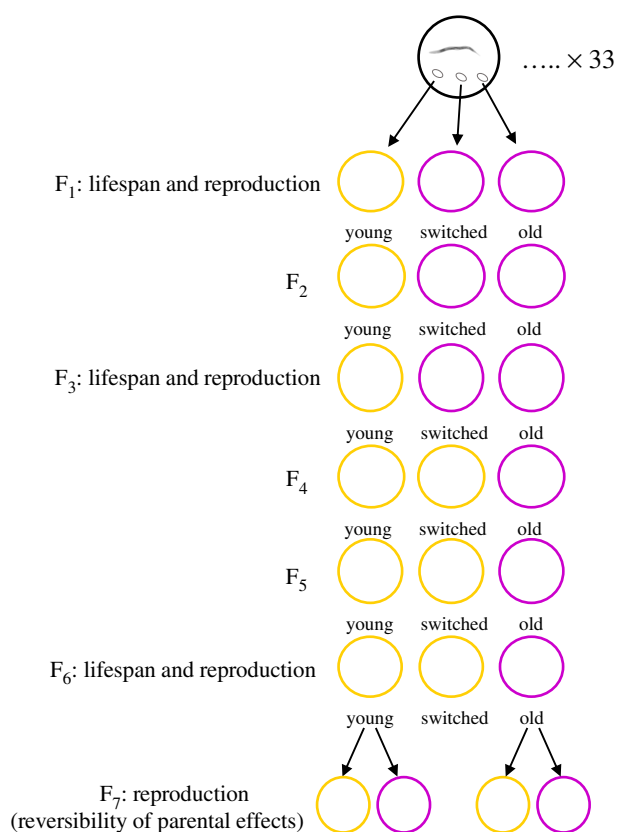 ….. × 33
F₁: lifespan and reproduction
young switched old
F₂
young switched old
F₃: lifespan and reproduction
young switched old
F₄
young switched old
F₅
young switched old
F₆: lifespan and reproduction
young switched old
F₇: reproduction
(reversibility of parental effects)